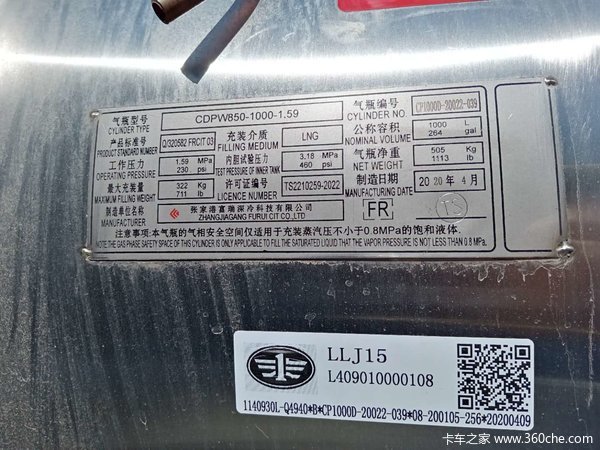 气瓶型号 CDPW850-1000-1.59 气瓶编号 CP1000D-20022-039
CYLINDER TYPE CYLINDER NO.
产品标准号 Q/320582 FRCIT 03 充装介质 LNG 公称容积 1000 L
PRODUCT STANDARD NUMBER FILLING MEDIUM NOMINAL VOLUME 264 gal
工作压力 1.59 MPa 内胆试验压力 3.18 MPa 气瓶净重 505 Kg
OPERATING PRESSURE 230 psi TEST PRESSURE OF INNER TANK 460 psi NET WEIGHT 1113 lb
最大充装量 322 Kg 许可证编号 TS2210259-2022 制造日期 2020年4月
MAXIMUM FILLING WEIGHT 711 lb LICENCE NUMBER MANUFACTURING DATE
制造单位名称 张家港富瑞深冷科技有限公司 FR TS
MANUFACTURER ZHANGJIAGANG FURUI CIT CO.,LTD
注意事项:本气瓶的气相安全空间仅适用于充装蒸汽压不小于0.8MPa的饱和液体.
NOTE:THE GAS PHASE SAFETY SPACE OF THIS CYLINDER IS ONLY APPLICABLE TO FILL THE SATURATED LIQUID THAT THE VAPOR PRESSURE IS NOT LESS THAN 0.8 MPa.
LLJ15
L409010000108
1140930L-Q4940*B*CP1000D-20022-039*08-200105-256*20200409
卡车之家 www.360che.com